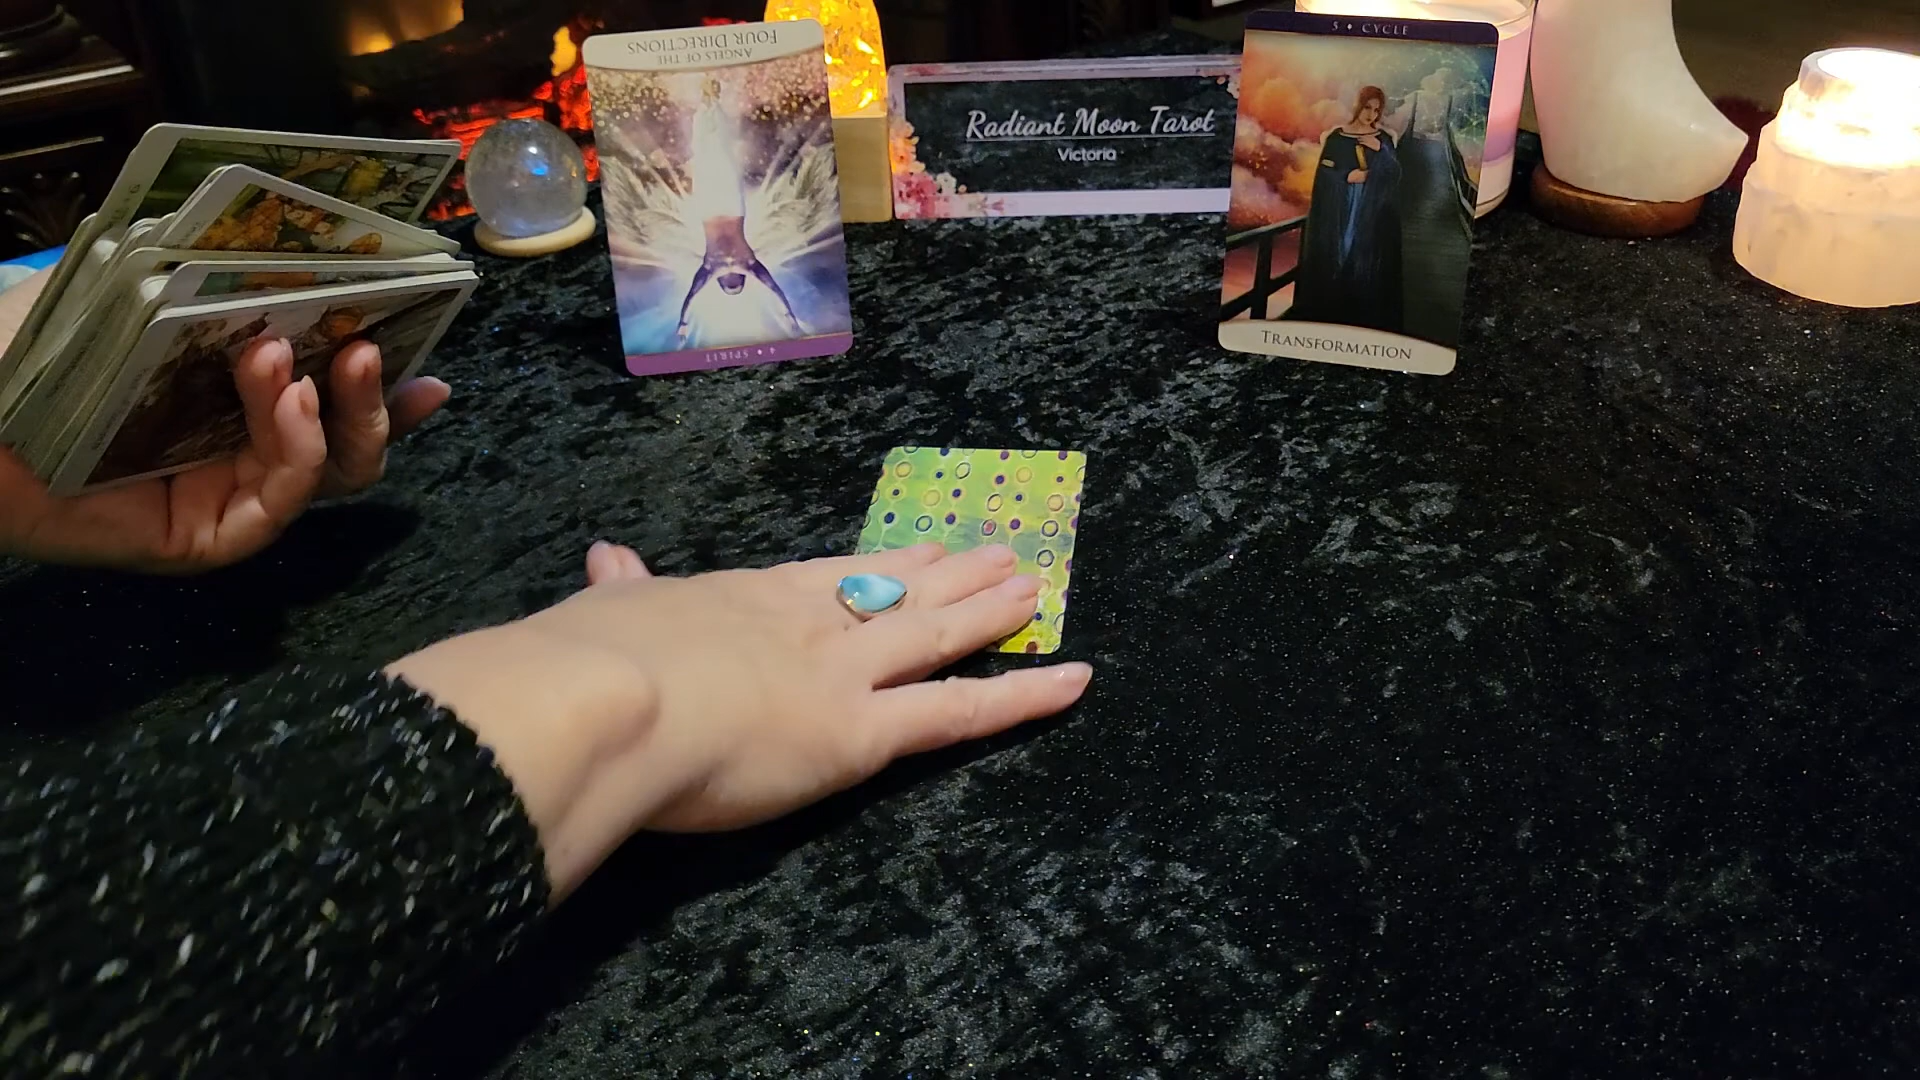 ANGELS OF THE
FOUR DIRECTIONS
4 • SPIRIT
Radiant Moon Tarot
Victoria
5 • CYCLE
TRANSFORMATION